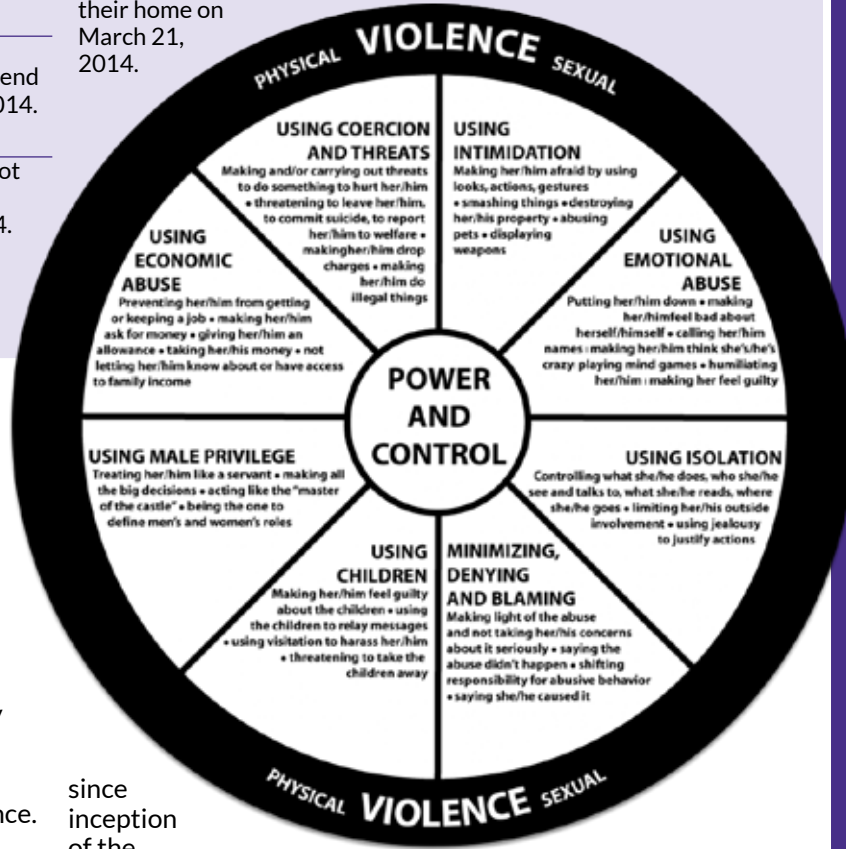 their home on
March 21,
2014.
end
014.
ot
4.
PHYSICAL VIOLENCE SEXUAL
USING COERCION
AND THREATS
Making and/or carrying out threats
to do something to hurt her/him
• threatening to leave her/him,
to commit suicide, to report
her/him to welfare •
makingher/him drop
charges • making
her/him do
illegal things
USING
INTIMIDATION
Making her/him afraid by using
looks, actions, gestures
• smashing things • destroying
her/his property • abusing
pets • displaying
weapons
USING
ECONOMIC
ABUSE
Preventing her/him from getting
or keeping a job • making her/him
ask for money • giving her/him an
allowance • taking her/his money • not
letting her/him know about or have access
to family income
USING
EMOTIONAL
ABUSE
Putting her/him down • making
her/himfeel bad about
herself/himself • calling her/him
names : making her/him think she's/he's
crazy playing mind games • humiliating
her/him : making her feel guilty
POWER
AND
CONTROL
USING MALE PRIVILEGE
Treating her/him like a servant • making all
the big decisions • acting like the "master
of the castle" • being the one to
define men's and women's roles
USING ISOLATION
Controlling what she/he does, who she/he
see and talks to, what she/he reads, where
she/he goes • limiting her/his outside
involvement • using jealousy
to justify actions
USING
CHILDREN
Making her/him feel guilty
about the children • using
the children to relay messages
• using visitation to harass her/him
• threatening to take the
children away
MINIMIZING,
DENYING
AND BLAMING
Making light of the abuse
and not taking her/his concerns
about it seriously • saying the
abuse didn't happen • shifting
responsibility for abusive behavior
• saying she/he caused it
PHYSICAL VIOLENCE SEXUAL
since
nce. inception
of the